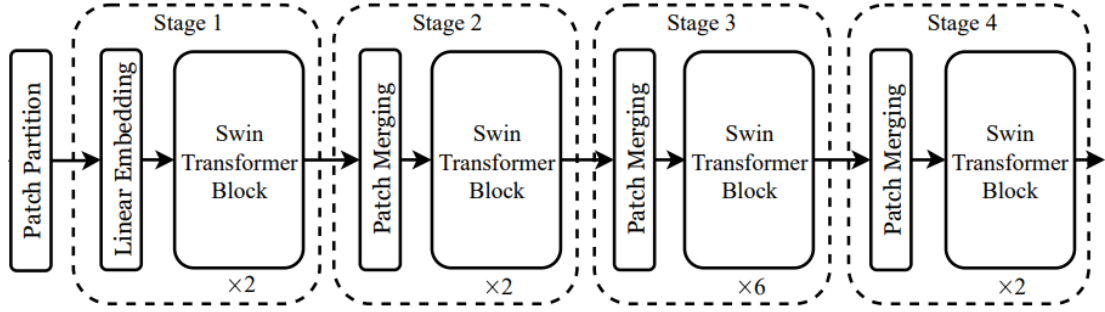 Patch Partition
Stage 1
Linear Embedding
Swin
Transformer
Block
×2
Stage 2
Patch Merging
Swin
Transformer
Block
×2
Stage 3
Patch Merging
Swin
Transformer
Block
×6
Stage 4
Patch Merging
Swin
Transformer
Block
×2